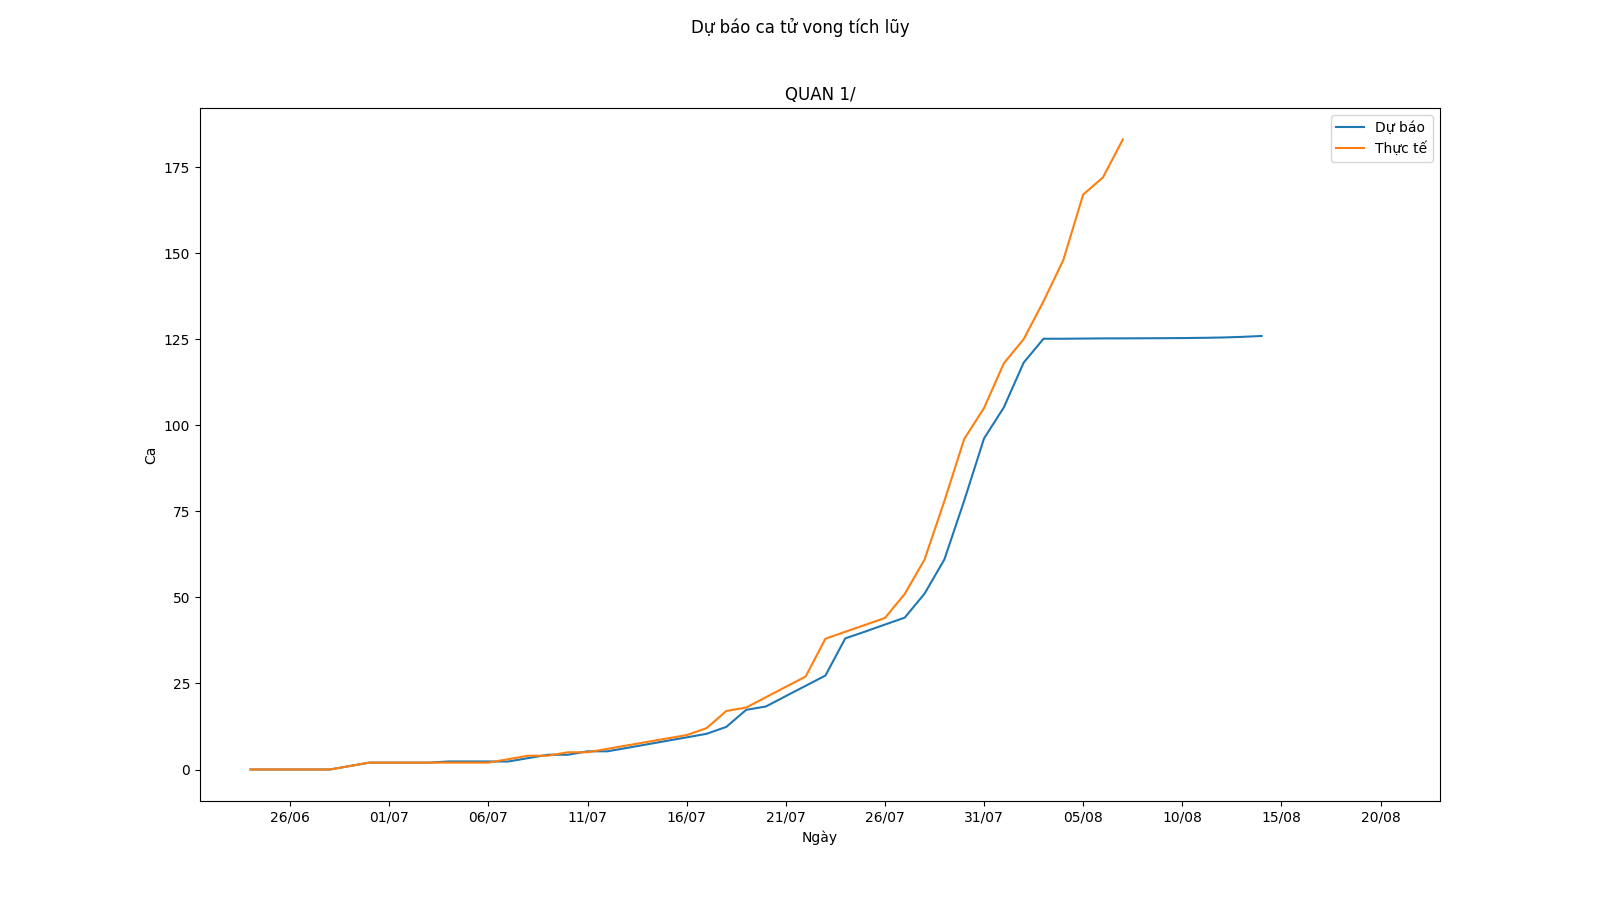 Dự báo ca tử vong tích lũy
QUAN 1/
Dự báo
Thực tế
175
150
125
100
75
50
25
0
Ca
26/06 01/07 06/07 11/07 16/07 21/07 26/07 31/07 05/08 10/08 15/08 20/08
Ngày